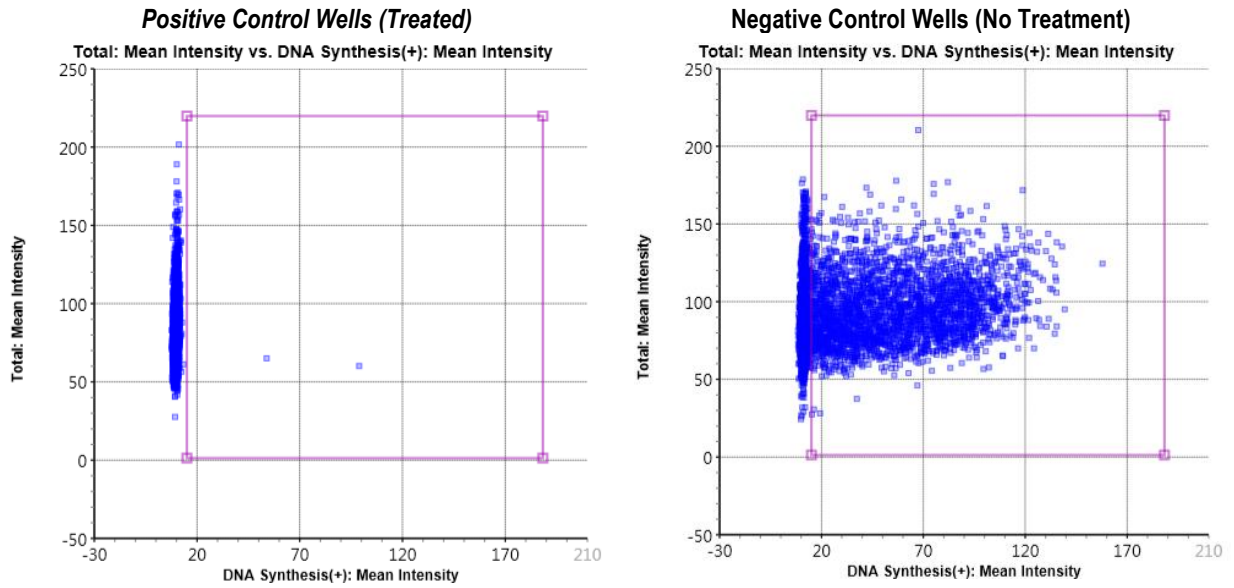 Positive Control Wells (Treated)
Total: Mean Intensity vs. DNA Synthesis(+): Mean Intensity
250
200
150
100
50
0
-50
Total: Mean Intensity
-30 20 70 120 170 210
DNA Synthesis(+): Mean Intensity
Negative Control Wells (No Treatment)
Total: Mean Intensity vs. DNA Synthesis(+): Mean Intensity
250
200
150
100
50
0
-50
Total: Mean Intensity
-30 20 70 120 170 210
DNA Synthesis(+): Mean Intensity